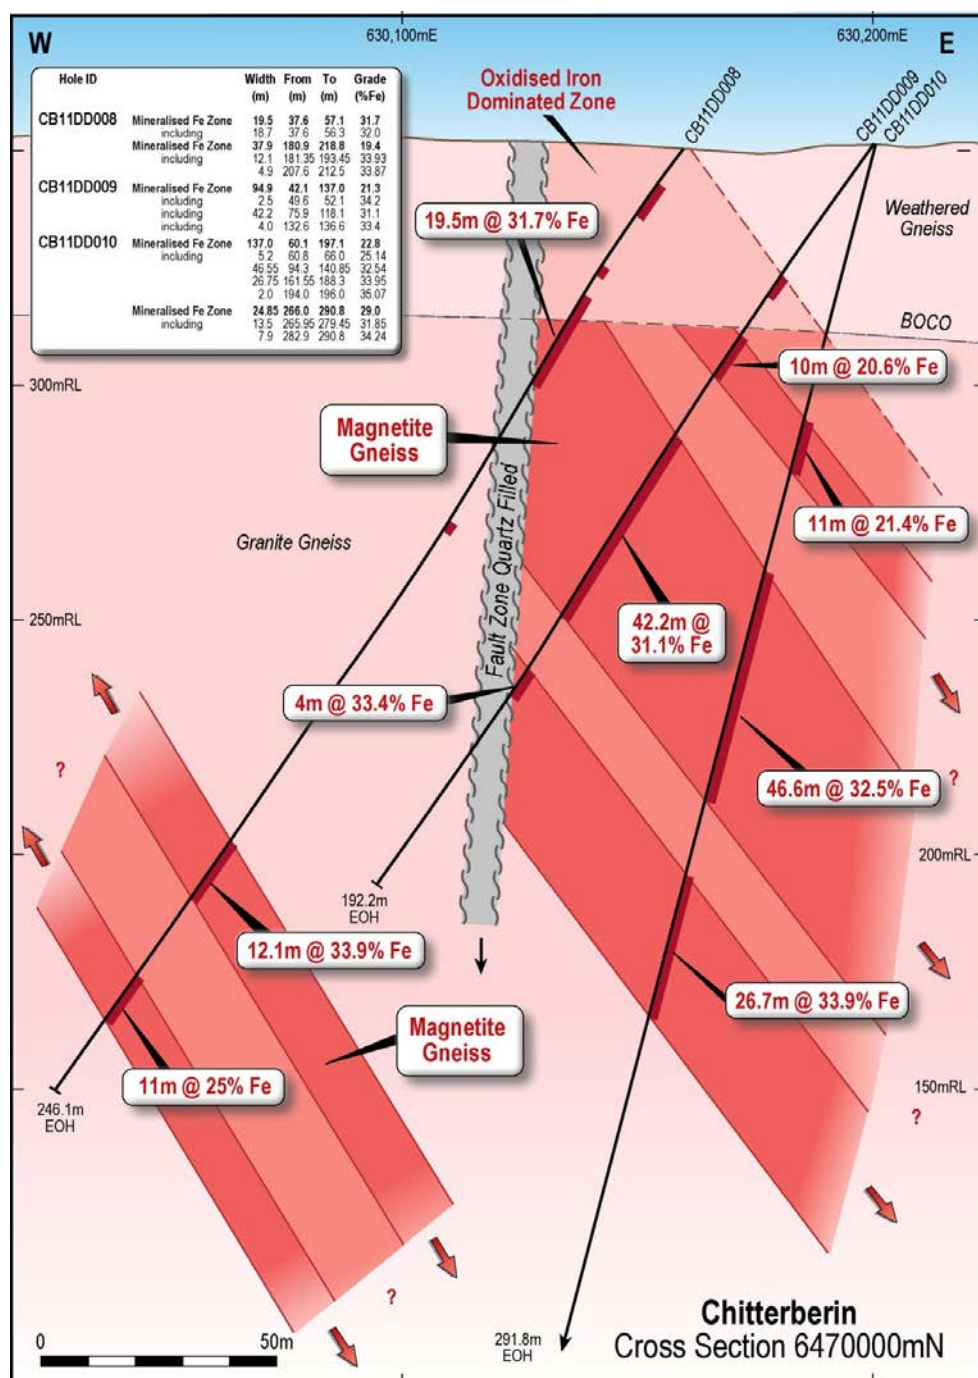 W
630,100mE
630,200mE
E
Hole ID Width From To Grade
(m) (m) (m) (%Fe)
CB11DD008 Mineralised Fe Zone 19.5 37.6 57.1 31.7
including 18.7 37.6 56.3 32.0
Mineralised Fe Zone 37.9 180.9 218.8 19.4
including 12.1 181.35 193.45 33.93
4.9 207.6 212.5 33.87
CB11DD009 Mineralised Fe Zone 94.9 42.1 137.0 21.3
including 2.5 49.6 52.1 34.2
including 42.2 75.9 118.1 31.1
including 4.0 132.6 136.6 33.4
CB11DD010 Mineralised Fe Zone 137.0 60.1 197.1 22.8
including 5.2 60.8 66.0 25.14
46.55 94.3 140.85 32.54
26.75 161.55 188.3 33.95
2.0 194.0 196.0 35.07
Mineralised Fe Zone 24.85 266.0 290.8 29.0
including 13.5 265.95 279.45 31.85
7.9 282.9 290.8 34.24
Oxidised Iron
Dominated Zone
CB11DD008
CB11DD009
CB11DD010
19.5m @ 31.7% Fe
Weathered
Gneiss
BOCO
10m @ 20.6% Fe
300mRL
Magnetite
Gneiss
Fault Zone Quartz Filled
11m @ 21.4% Fe
Granite Gneiss
250mRL
42.2m @
31.1% Fe
4m @ 33.4% Fe
?
?
46.6m @ 32.5% Fe
200mRL
192.2m
EOH
12.1m @ 33.9% Fe
26.7m @ 33.9% Fe
Magnetite
Gneiss
11m @ 25% Fe
150mRL
246.1m
EOH
?
?
Chitterberin
Cross Section 6470000mN
0 50m
291.8m
EOH